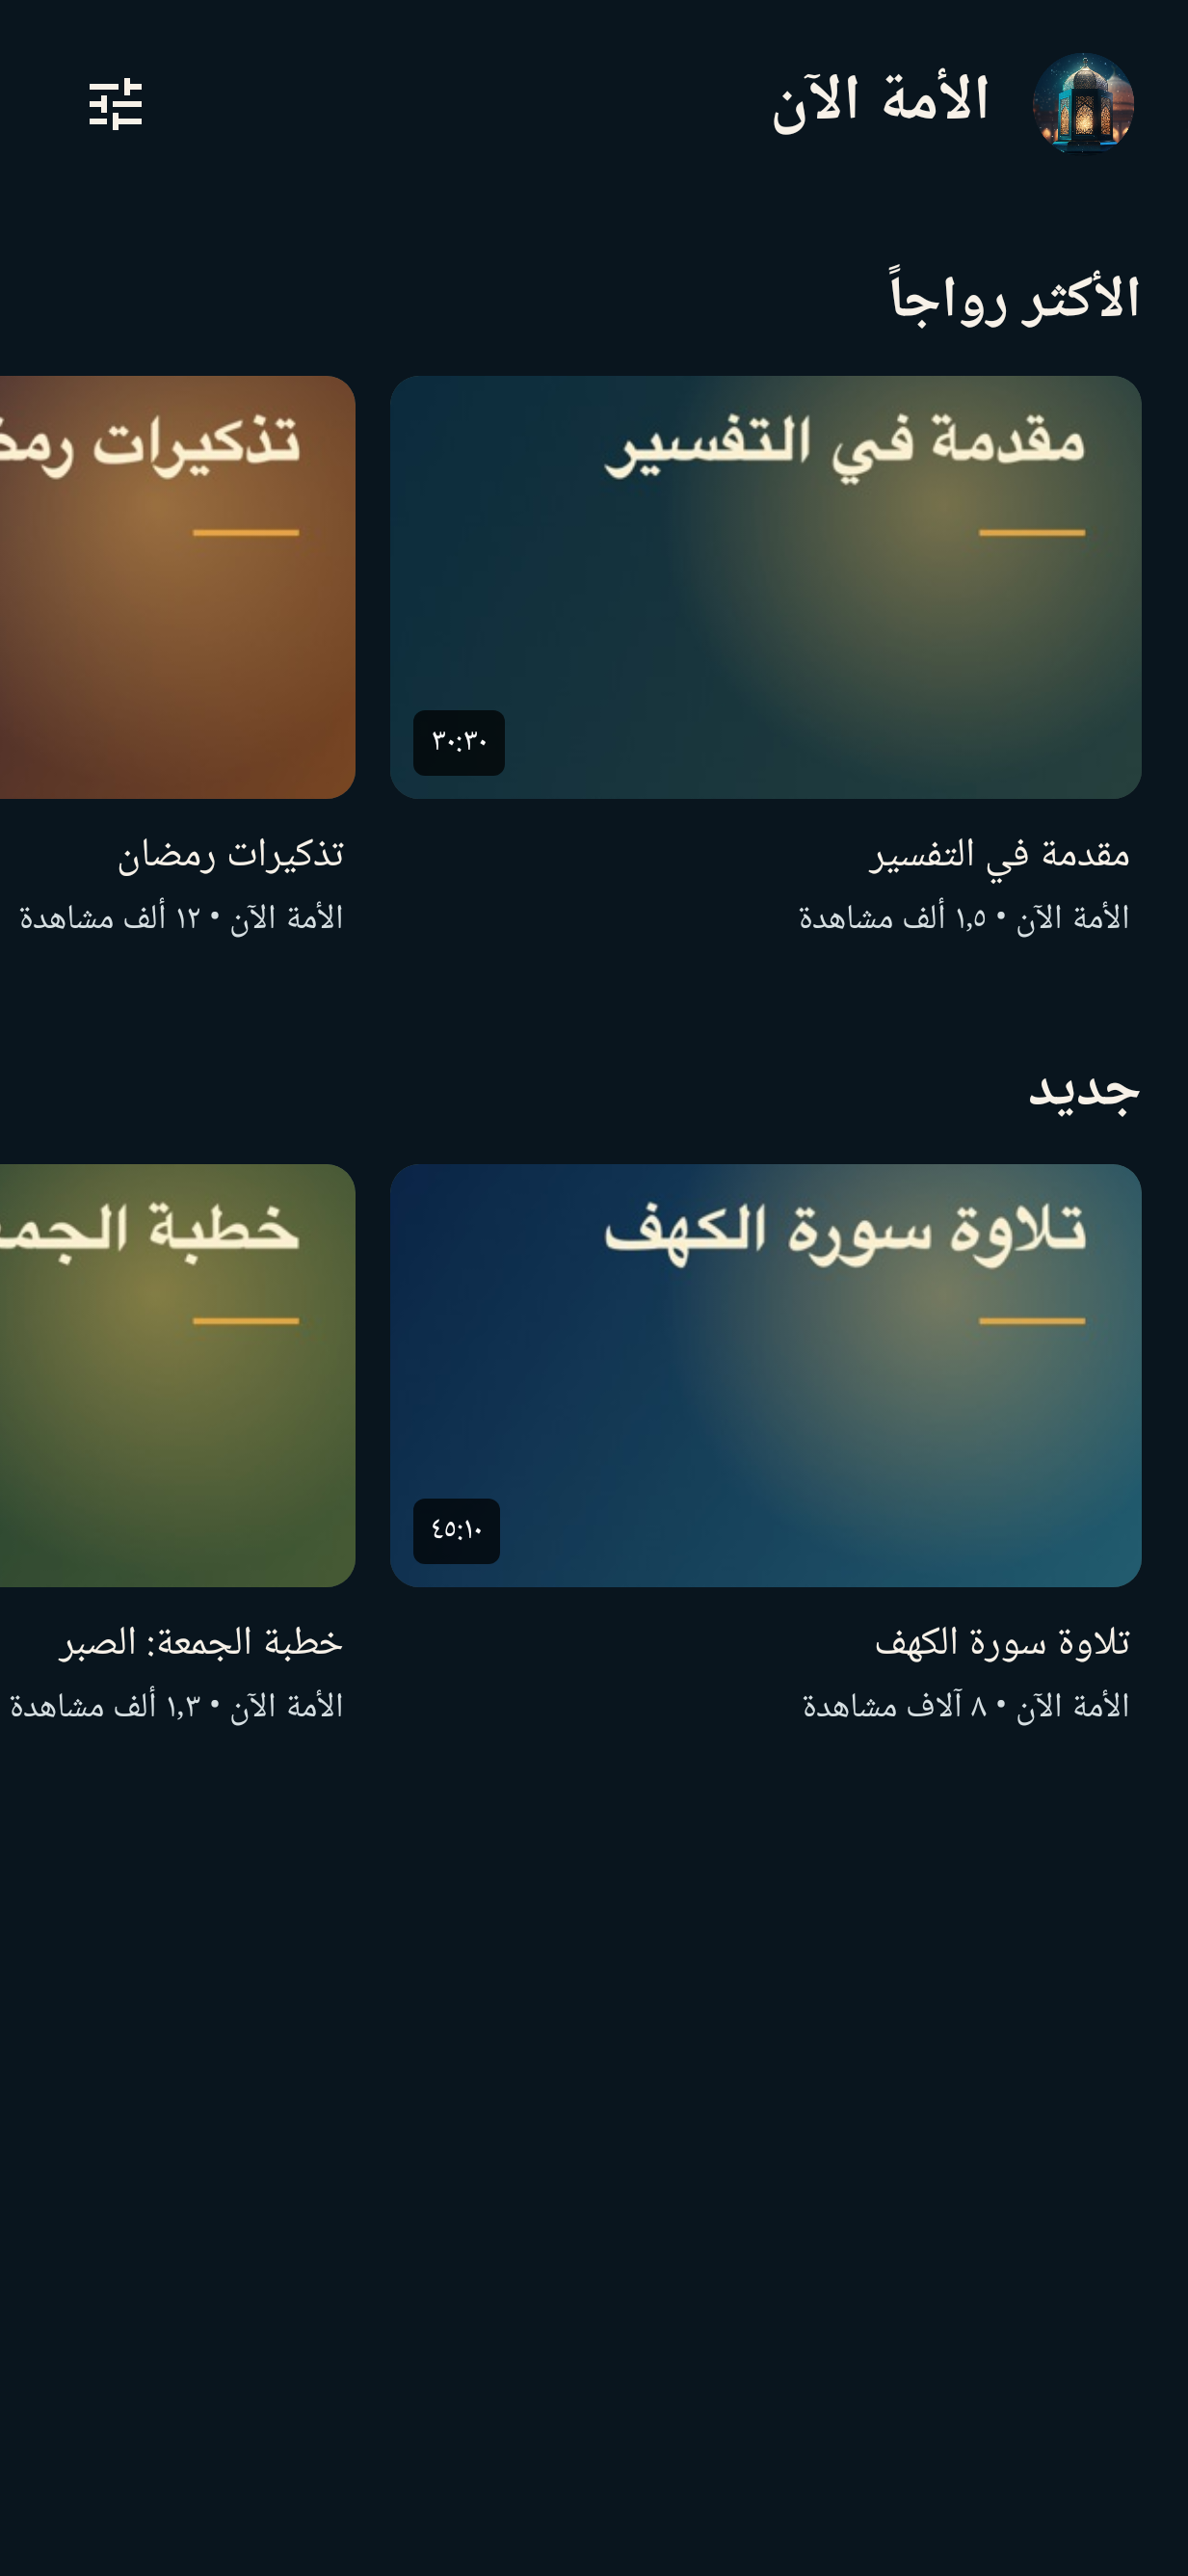 الأمة الآن
الأكثر رواجاً
مقدمة في التفسير
٣٠:٣٠
مقدمة في التفسير
الأمة الآن • ١,٥ ألف مشاهدة
تذكيرات رمض
تذكيرات رمضان
الأمة الآن • ١٢ ألف مشاهدة
جديد
تلاوة سورة الكهف
٤٥:١٠
تلاوة سورة الكهف
الأمة الآن • ٨ آلاف مشاهدة
خطبة الجم
خطبة الجمعة: الصبر
الأمة الآن • ١,٣ ألف مشاهدة